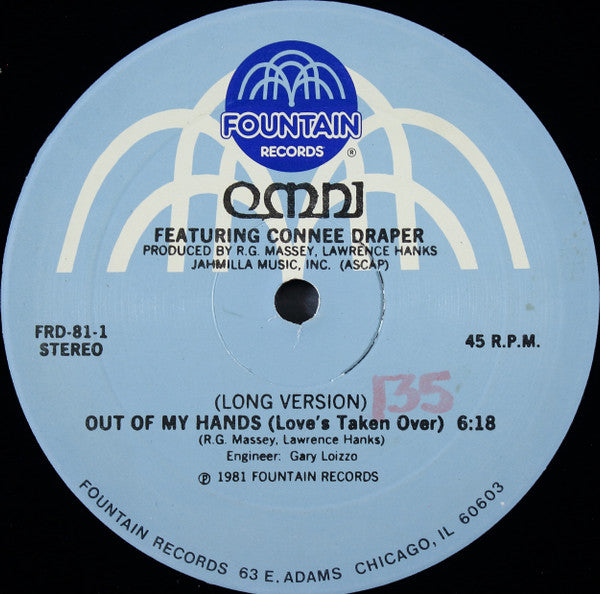 FOUNTAIN
RECORDS ®
OMNI
FEATURING CONNEE DRAPER
PRODUCED BY R.G. MASSEY, LAWRENCE HANKS
JAHMILLA MUSIC, INC. (ASCAP)
FRD-81-1
STEREO
45 R.P.M.
135
(LONG VERSION)
OUT OF MY HANDS (Love's Taken Over) 6:18
(R.G. Massey, Lawrence Hanks)
Engineer: Gary Loizzo
℗ 1981 FOUNTAIN RECORDS
FOUNTAIN RECORDS 63 E. ADAMS CHICAGO, IL 60603